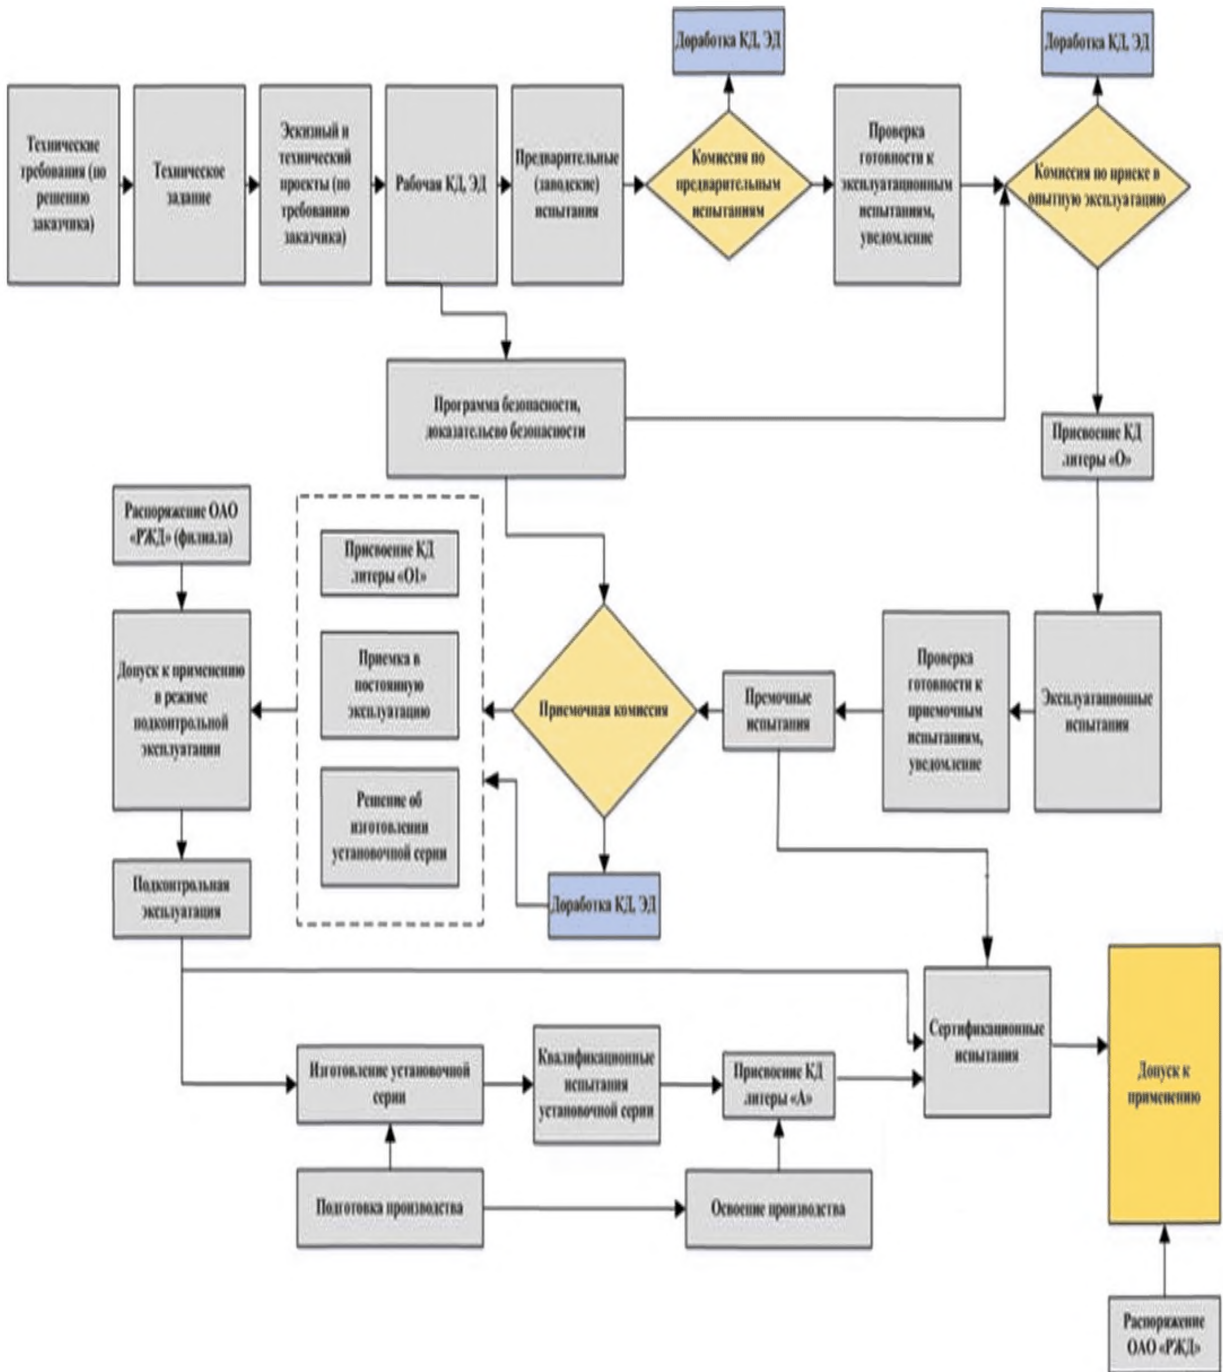 Доработка КД, ЭД
Доработка КД, ЭД
Технические
требования (по
решению
заказчика)
Техническое
задание
Эскизный и
технический
проекты (по
требованию
заказчика)
Рабочая КД, ЭД
Предварительные
(заводские)
испытания
Комиссия по
предварительным
испытаниям
Проверка
готовности к
эксплуатационным
испытаниям,
уведомление
Комиссия по приеке в
опытную эксплуатацию
Программа безопасности,
доказательсво безопасности
Присвоение КД
литеры «О»
Распоряжение ОАО
«РЖД» (филиала)
Присвоение КД
литеры «О1»
Допуск к применению
в режиме
подконтрольной
эксплуатации
Приемка в
постоянную
эксплуатацию
Приемочная комиссия
Премочные
испытания
Проверка
готовности к
приемочным
испытаниям,
уведомление
Эксплуатационные
испытания
Решение об
изготовлении
установочной серии
Подконтрольная
эксплуатация
Доработка КД, ЭД
Изготовление установочной
серии
Квалификационные
испытания
установочной серии
Присвоение КД
литеры «А»
Сертификационные
испытания
Допуск к
применению
Подготовка производства
Освоение производства
Распоряжение
ОАО «РЖД»